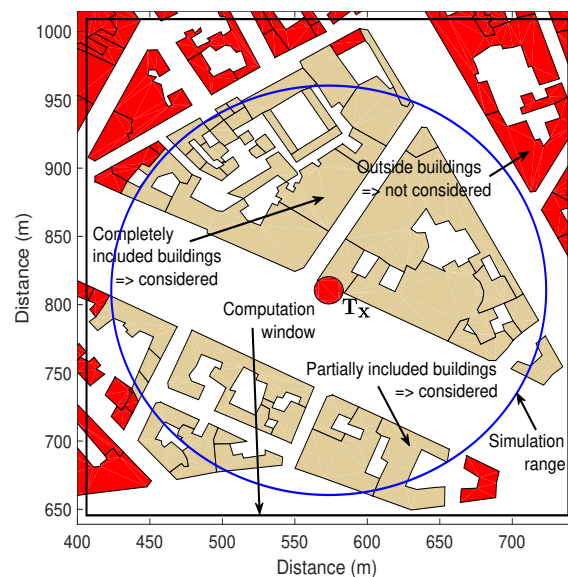 1000
950
900
850
800
750
700
650
400
450
500
550
600
650
700
Distance (m)
Distance (m)
Outside buildings
=> not considered
Completely
included buildings
=> considered
Computation
window
Tx
Partially included buildings
=> considered
Simulation
range